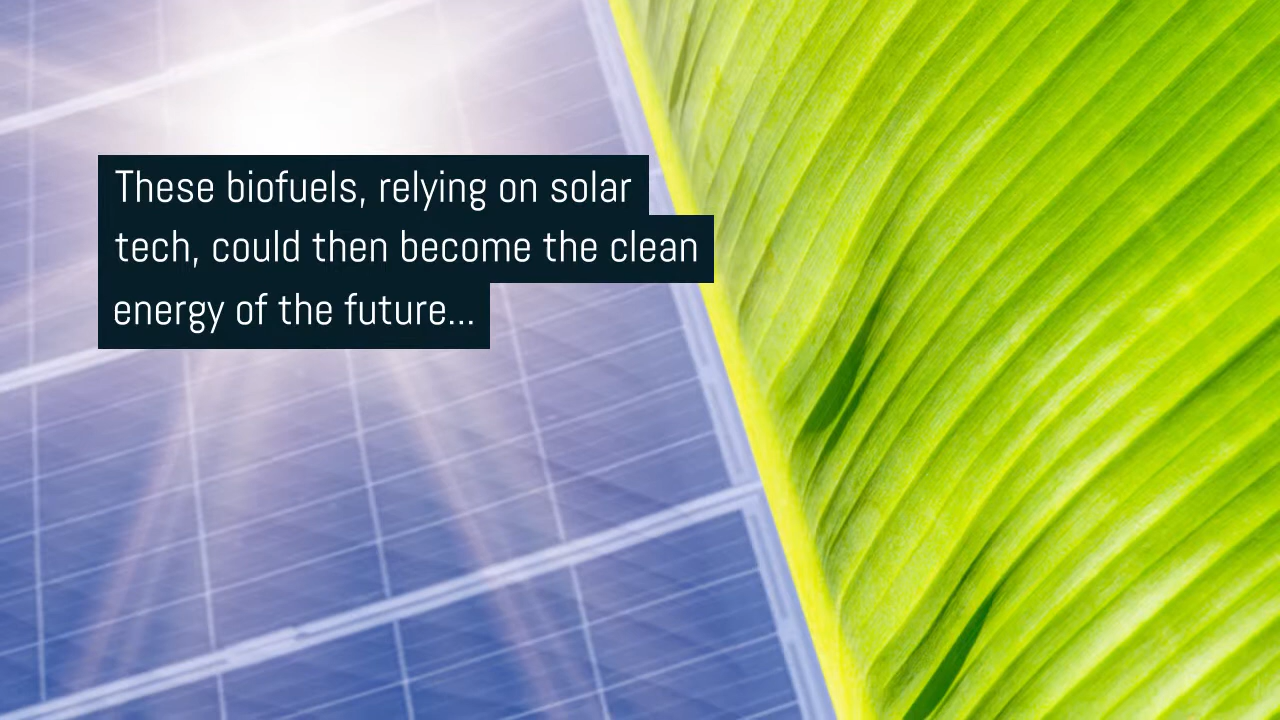 These biofuels, relying on solar
tech, could then become the clean
energy of the future...